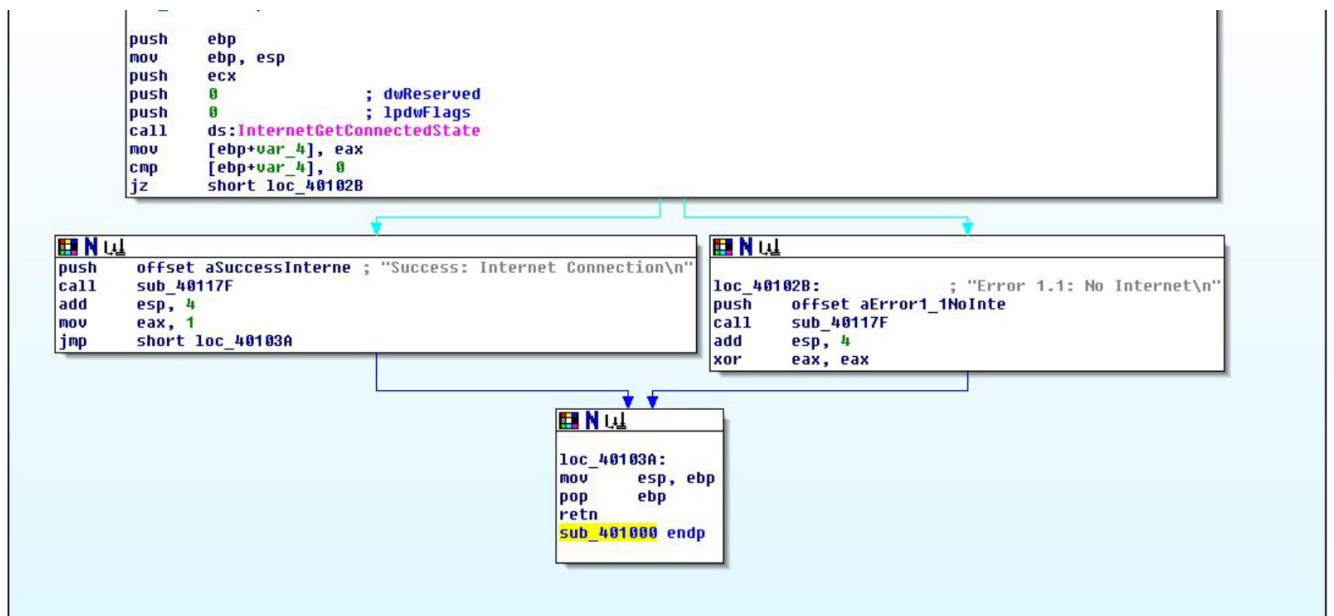 push ebp
mov ebp, esp
push ecx
push 0 ; dwReserved
push 0 ; lpdwFlags
call ds:InternetGetConnectedState
mov [ebp+var_4], eax
cmp [ebp+var_4], 0
jz short loc_40102B
N
push offset aSuccessInterne ; "Success: Internet Connection\n"
call sub_40117F
add esp, 4
mov eax, 1
jmp short loc_40103A
N
loc_40102B: ; "Error 1.1: No Internet\n"
push offset aError1_1NoInte
call sub_40117F
add esp, 4
xor eax, eax
N
loc_40103A:
mov esp, ebp
pop ebp
retn
sub_401000 endp